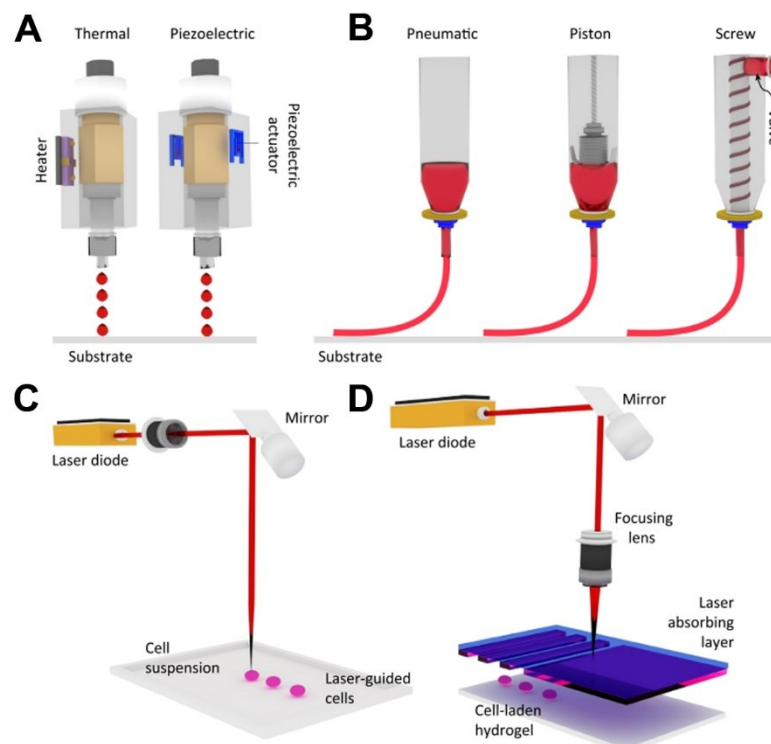 A
Thermal
Piezoelectric
Heater
Piezoelectric
actuator
Substrate
B
Pneumatic
Piston
Screw
Substrate
C
Laser diode
Mirror
Cell
suspension
Laser-guided
cells
D
Laser diode
Mirror
Focusing
lens
Laser
absorbing
layer
Cell-laden
hydrogel